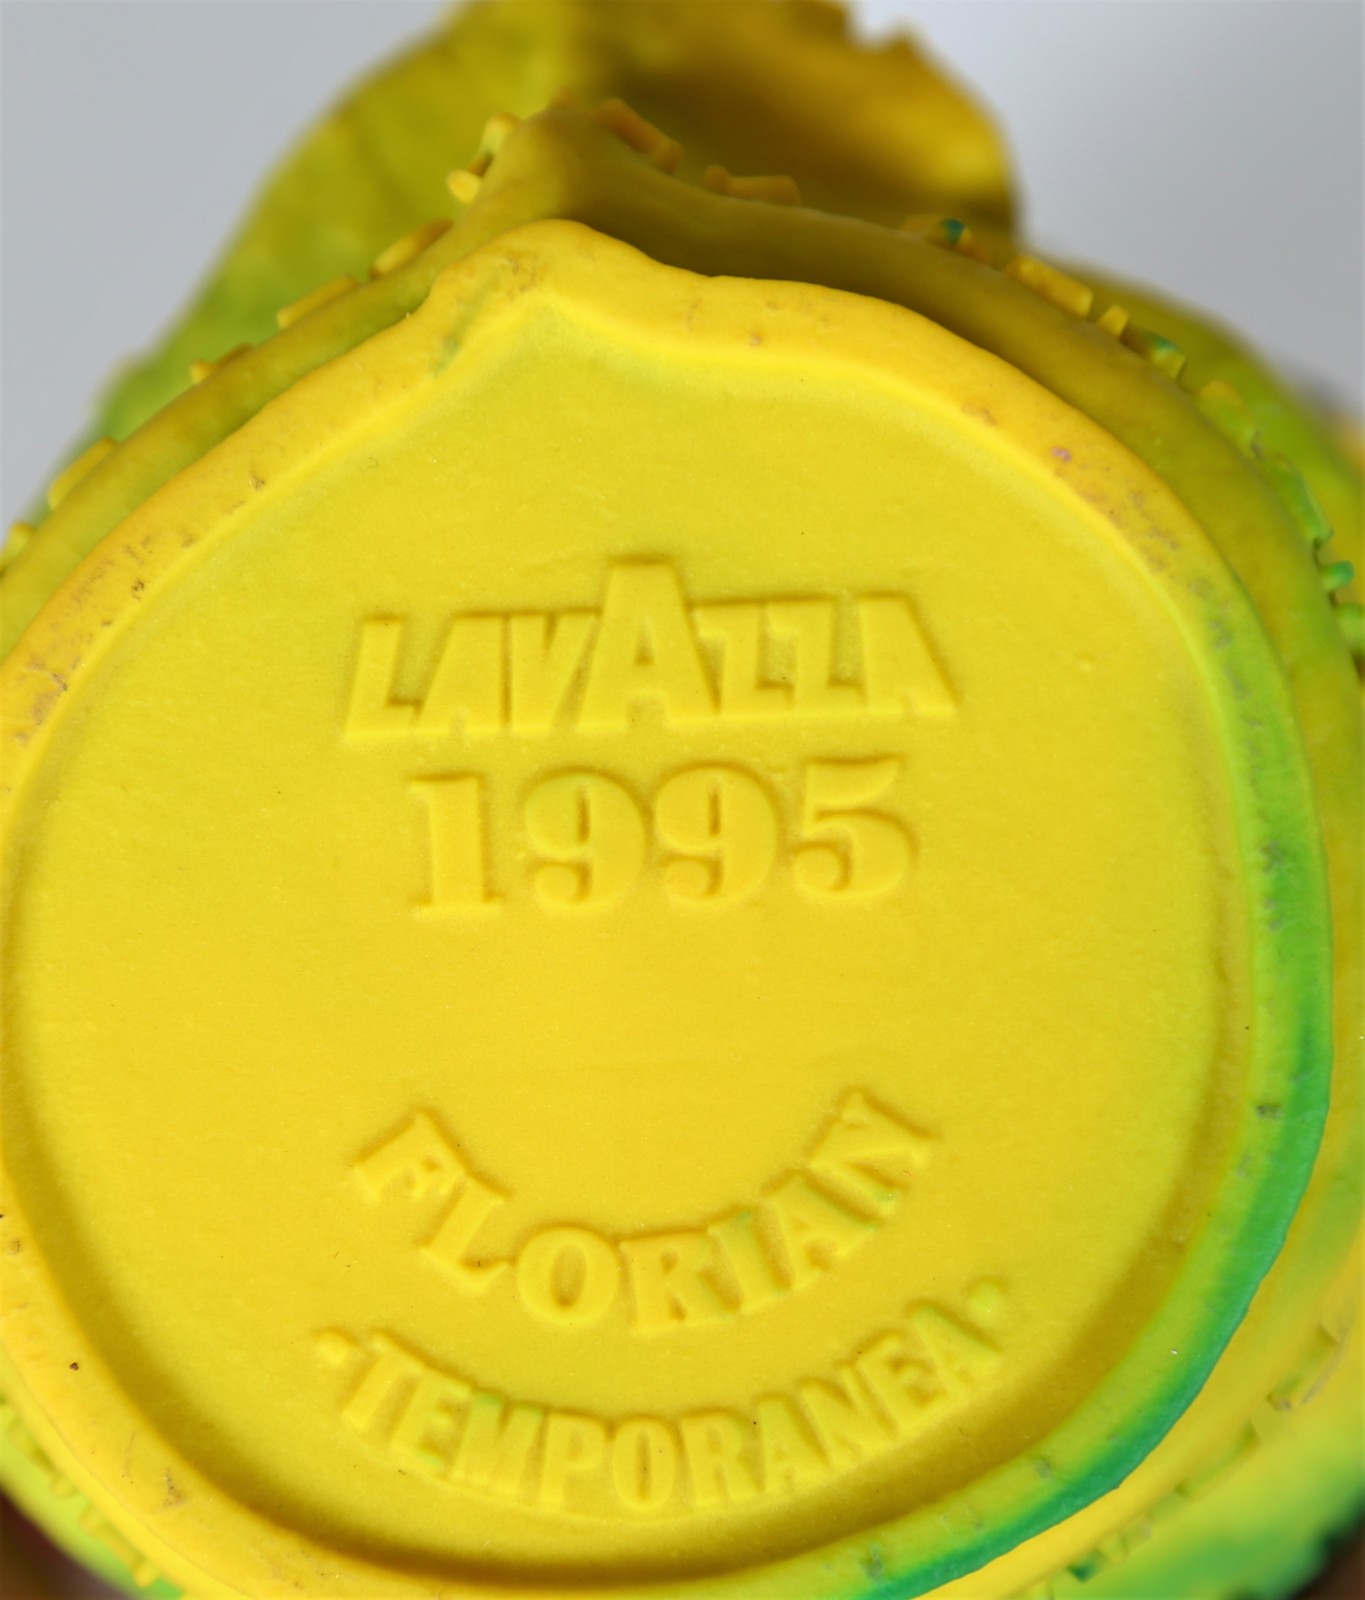 LAVAZZA
1995
FLORIAN
·TEMPORANEA·